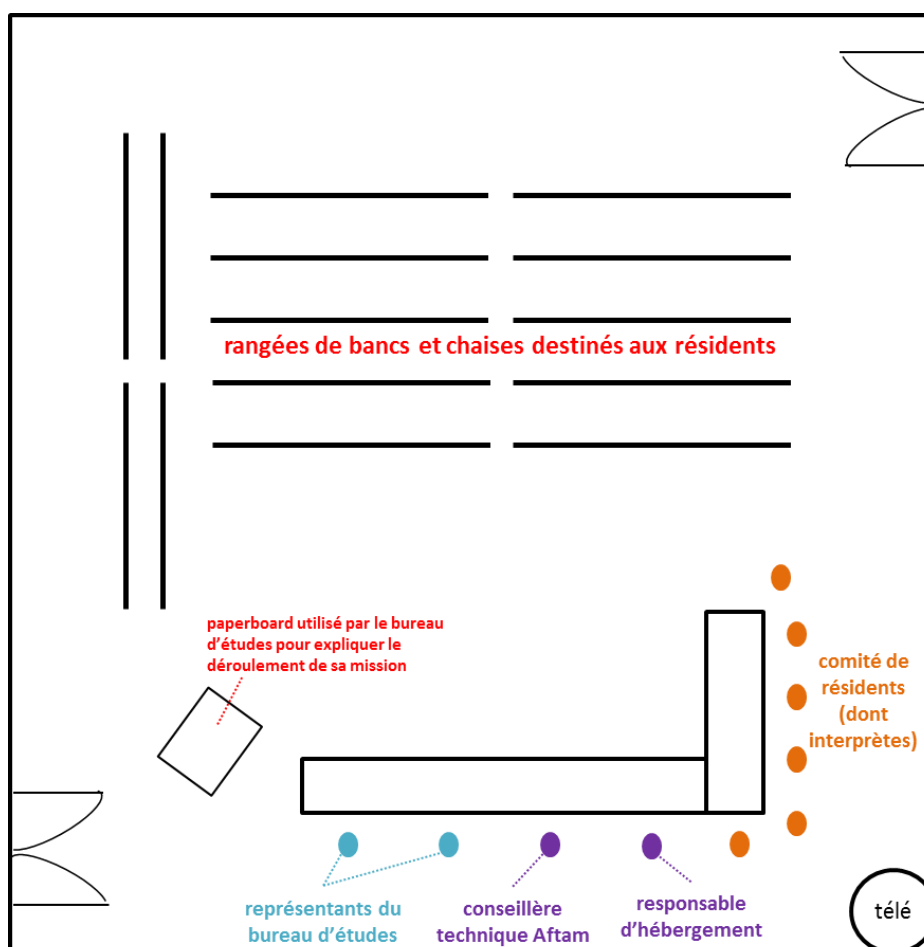 rangées de bancs et chaises destinés aux résidents
paperboard utilisé par le bureau
d'études pour expliquer le
déroulement de sa mission
comité de
résidents
(dont
interprètes)
représentants du
bureau d'études
conseillère
technique Aftam
responsable
d'hébergement
télé